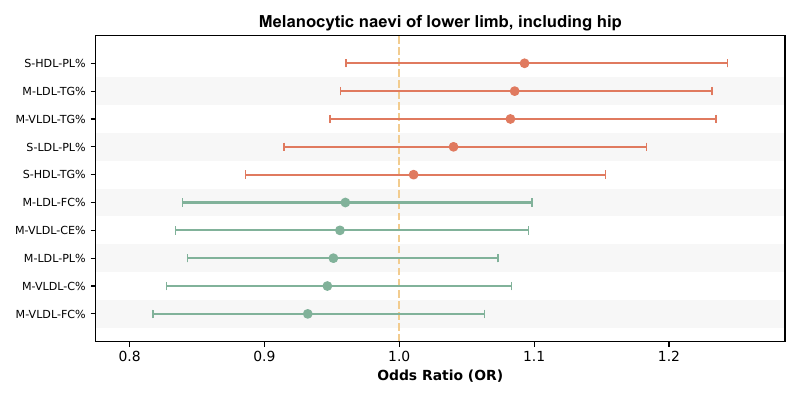 Melanocytic naevi of lower limb, including hip
S-HDL-PL%
M-LDL-TG%
M-VLDL-TG%
S-LDL-PL%
S-HDL-TG%
M-LDL-FC%
M-VLDL-CE%
M-LDL-PL%
M-VLDL-C%
M-VLDL-FC%
0.8 0.9 1.0 1.1 1.2
Odds Ratio (OR)